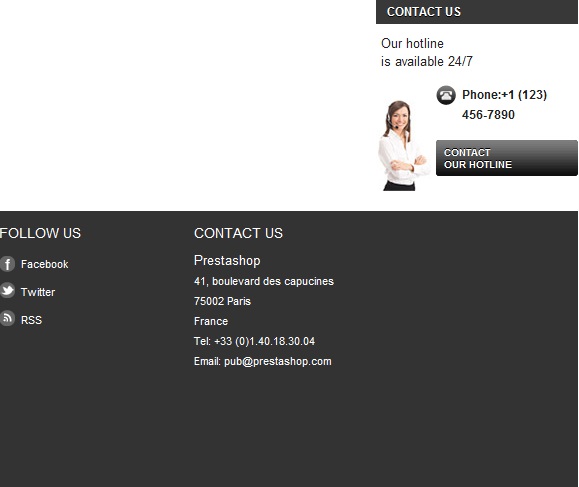 CONTACT US
Our hotline
is available 24/7
Phone:+1 (123)
456-7890
CONTACT
OUR HOTLINE
FOLLOW US
Facebook
Twitter
RSS
CONTACT US
Prestashop
41, boulevard des capucines
75002 Paris
France
Tel: +33 (0)1.40.18.30.04
Email: pub@prestashop.com